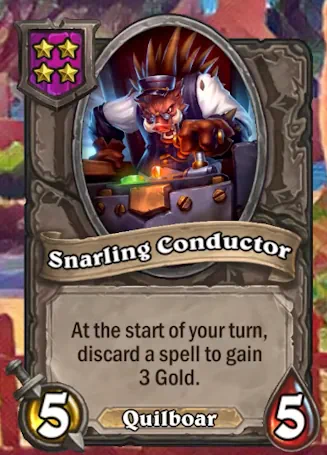 Snarling Conductor
At the start of your turn,
discard a spell to gain
3 Gold.
5
Quilboar
5